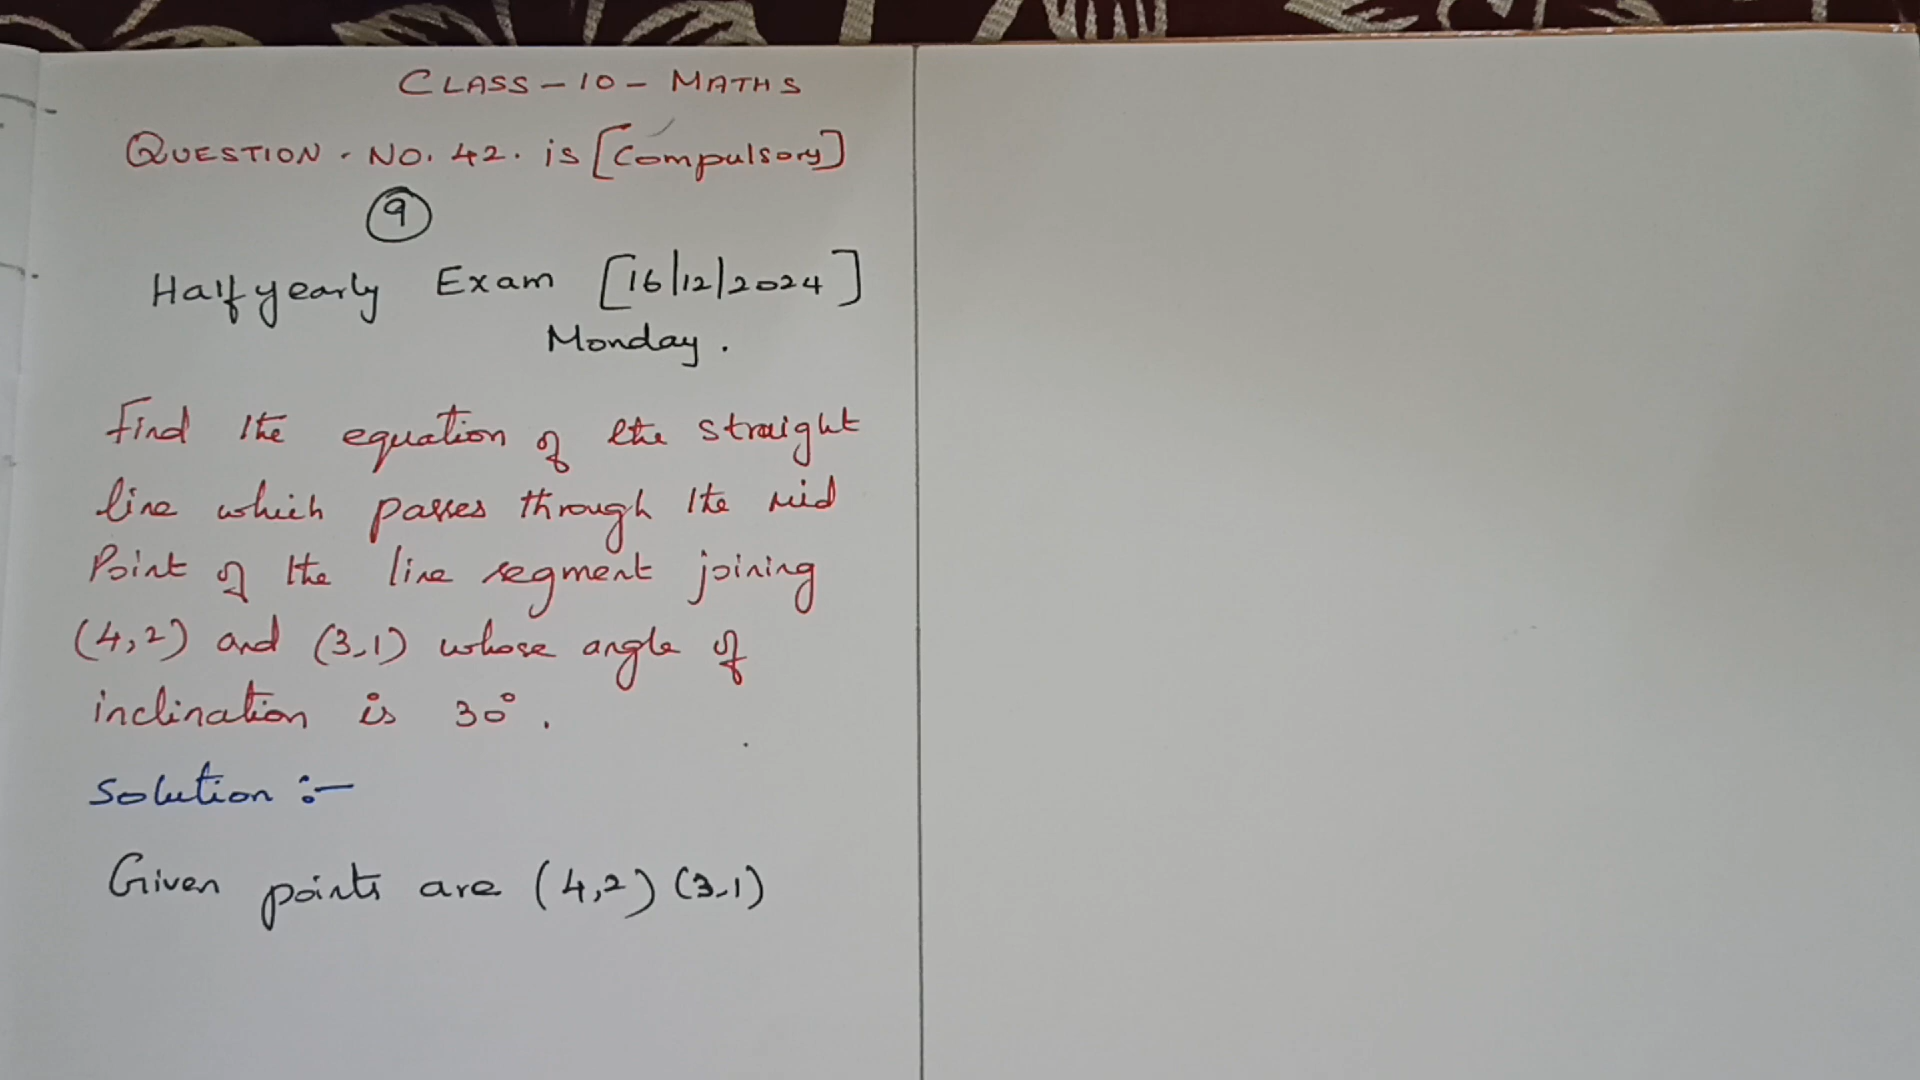 CLASS - 10 - MATHS
QUESTION. NO. 42. is [Compulsory]
9
Halfyearly Exam [16/12/2024]
Monday.
Find the equation of the straight
line which passes through the mid
Point of the line segment joining
(4,2) and (3,1) whose angle of
inclination is 30°.
Solution :-
Given points are (4,2) (3,1)